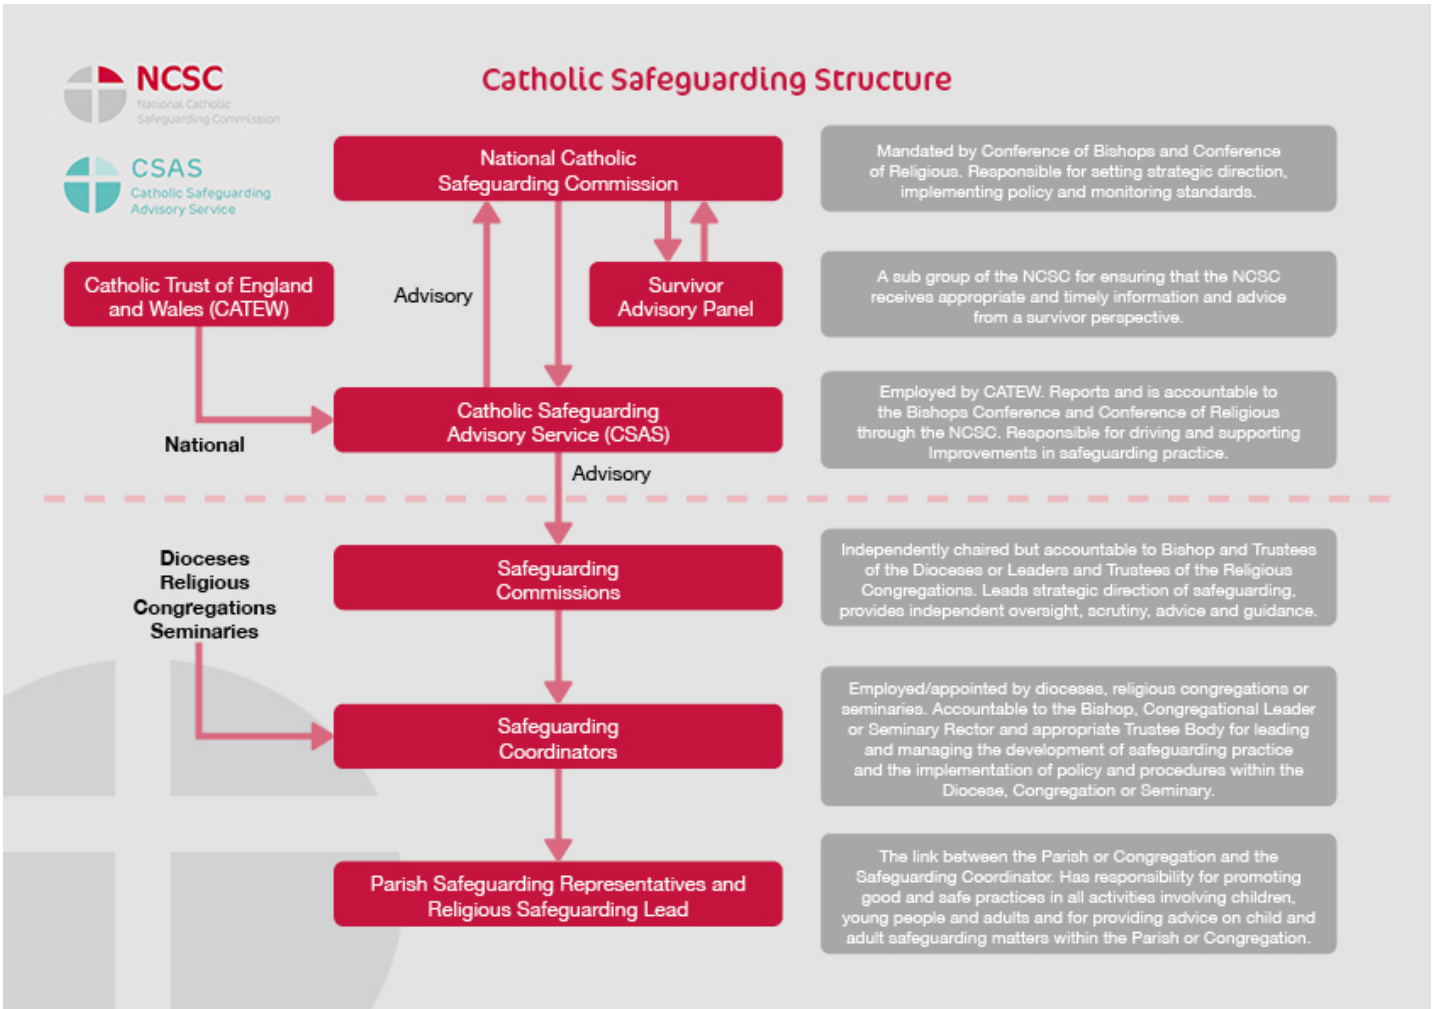 NCSC
National Catholic
Safeguarding Commission
CSAS
Catholic Safeguarding
Advisory Service
Catholic Safeguarding Structure
National Catholic
Safeguarding Commission
Mandated by Conference of Bishops and Conference
of Religious. Responsible for setting strategic direction,
implementing policy and monitoring standards.
Catholic Trust of England
and Wales (CATEW)
Advisory
Survivor
Advisory Panel
A sub group of the NCSC for ensuring that the NCSC
receives appropriate and timely information and advice
from a survivor perspective.
National
Catholic Safeguarding
Advisory Service (CSAS)
Employed by CATEW. Reports and is accountable to
the Bishops Conference and Conference of Religious
through the NCSC. Responsible for driving and supporting
Improvements in safeguarding practice.
Advisory
Dioceses
Religious
Congregations
Seminaries
Safeguarding
Commissions
Independently chaired but accountable to Bishop and Trustees
of the Dioceses or Leaders and Trustees of the Religious
Congregations. Leads strategic direction of safeguarding,
provides independent oversight, scrutiny, advice and guidance.
Safeguarding
Coordinators
Employed/appointed by dioceses, religious congregations or
seminaries. Accountable to the Bishop, Congregational Leader
or Seminary Rector and appropriate Trustee Body for leading
and managing the development of safeguarding practice
and the implementation of policy and procedures within the
Diocese, Congregation or Seminary.
Parish Safeguarding Representatives and
Religious Safeguarding Lead
The link between the Parish or Congregation and the
Safeguarding Coordinator. Has responsibility for promoting
good and safe practices in all activities involving children,
young people and adults and for providing advice on child and
adult safeguarding matters within the Parish or Congregation.